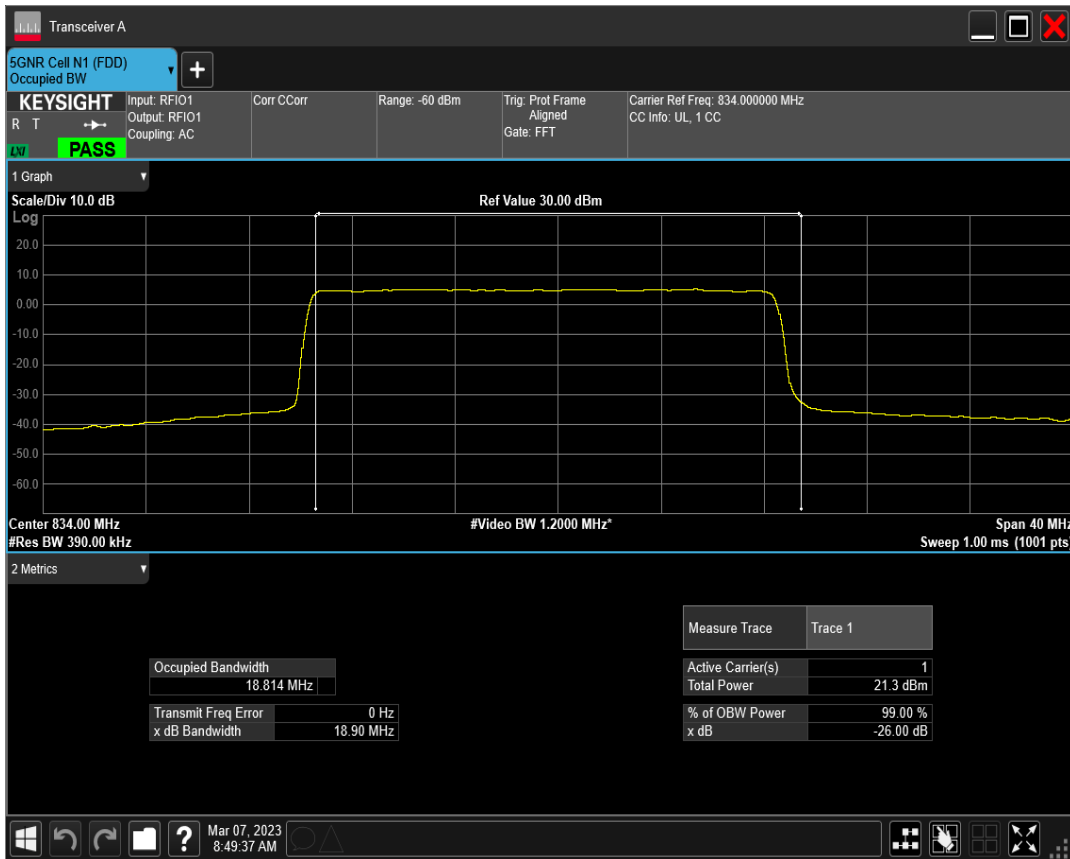 Transceiver A
5GNR Cell N1 (FDD)
Occupied BW
+
KEYSIGHT
R T
LXI
PASS
Input: RFIO1
Output: RFIO1
Coupling: AC
Corr CCorr
Range: -60 dBm
Trig: Prot Frame
Aligned
Gate: FFT
Carrier Ref Freq: 834.000000 MHz
CC Info: UL, 1 CC
1 Graph
Scale/Div 10.0 dB
Ref Value 30.00 dBm
Log
20.0
10.0
0.00
-10.0
-20.0
-30.0
-40.0
-50.0
-60.0
Center 834.00 MHz
#Video BW 1.2000 MHz*
Span 40 MHz
#Res BW 390.00 kHz
Sweep 1.00 ms (1001 pts)
2 Metrics
Measure Trace Trace 1
Occupied Bandwidth
18.814 MHz
Active Carrier(s) 1
Total Power 21.3 dBm
Transmit Freq Error 0 Hz
x dB Bandwidth 18.90 MHz
% of OBW Power 99.00 %
x dB -26.00 dB
?
Mar 07, 2023
8:49:37 AM